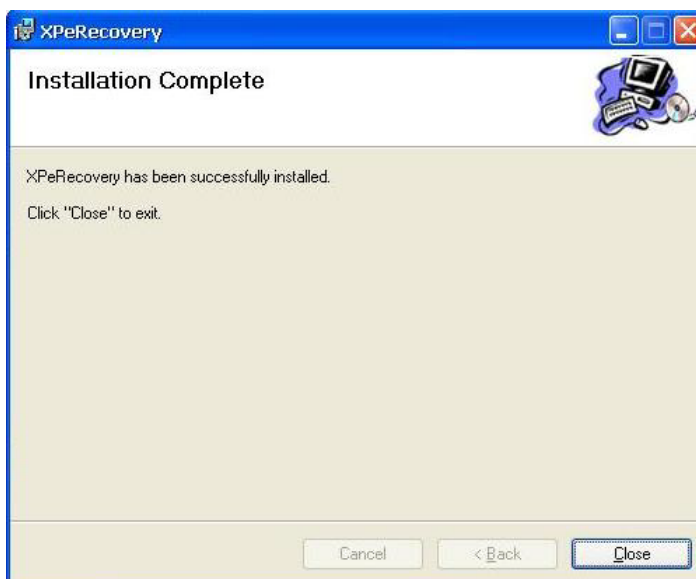 XPeRecovery
Installation Complete
XPeRecovery has been successfully installed.
Click "Close" to exit.
Cancel
< Back
Close